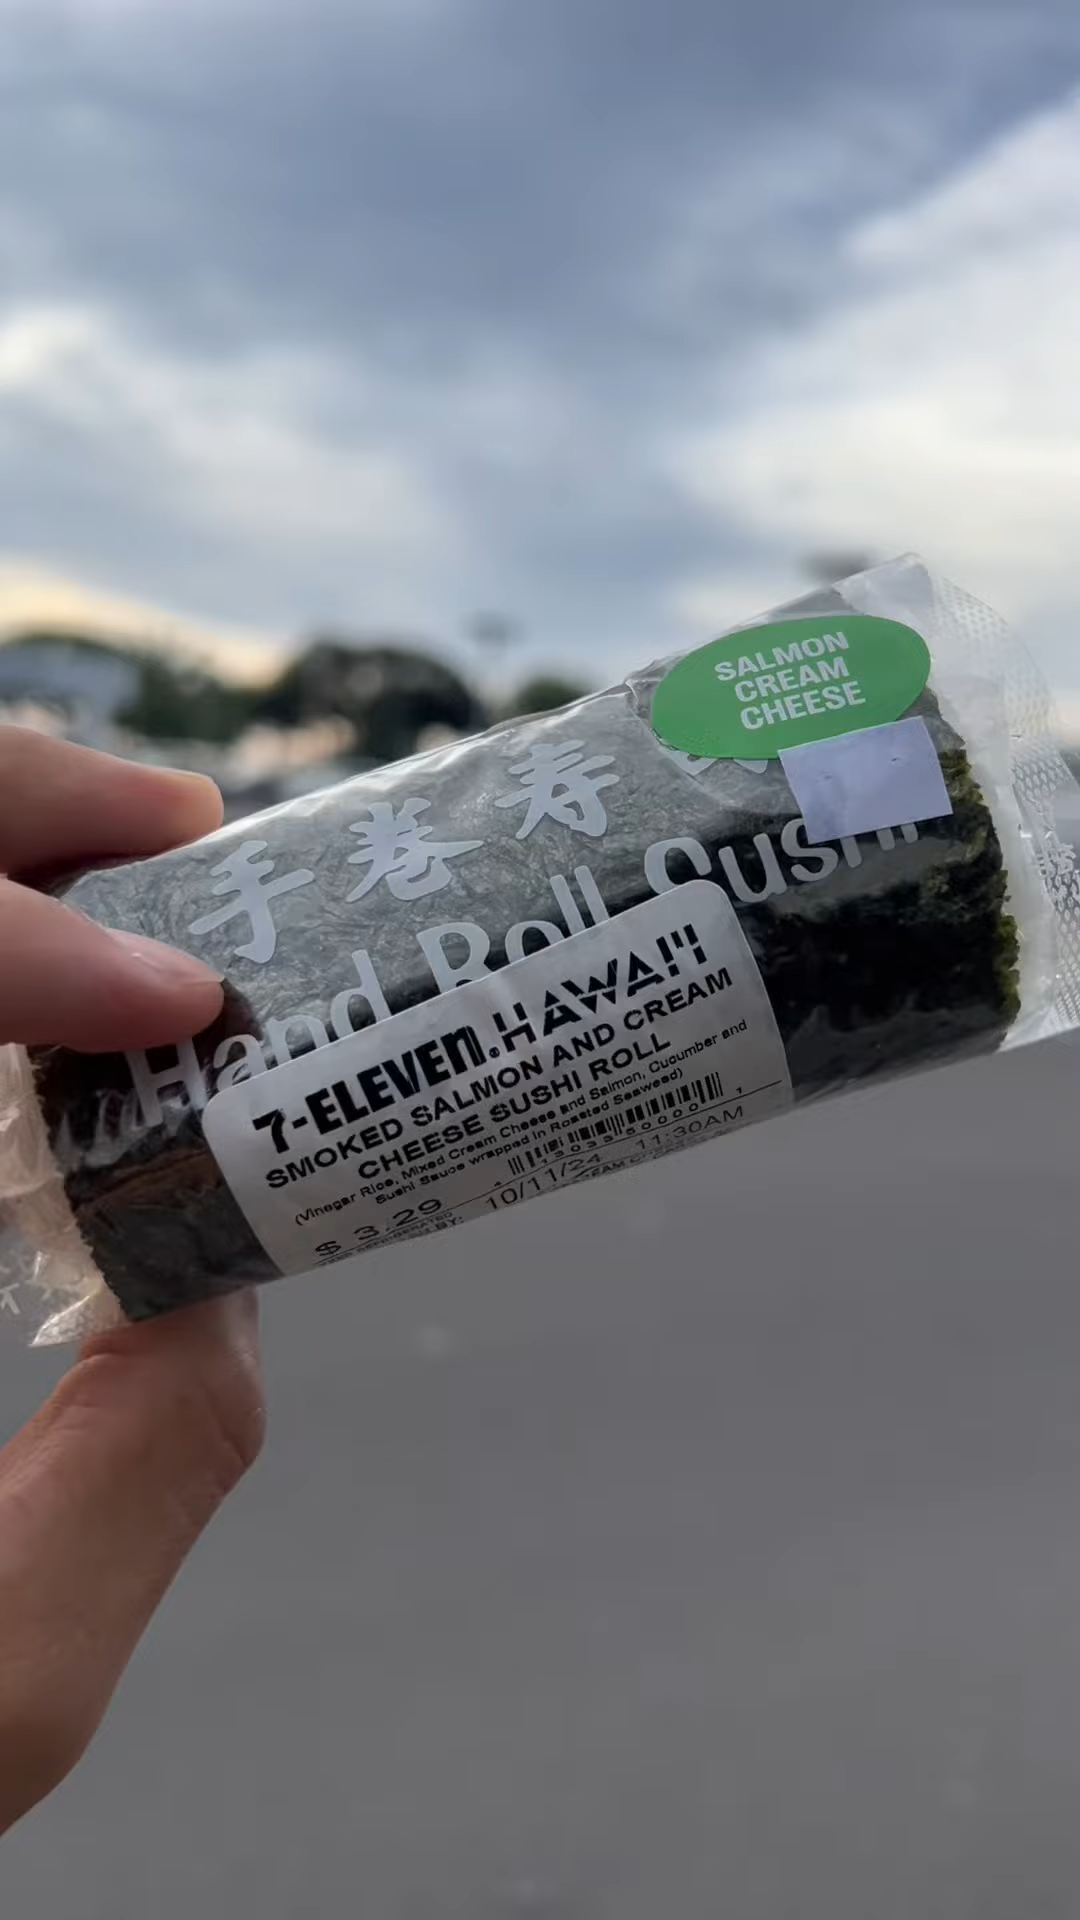 SALMON
CREAM
CHEESE
手巻寿
Hand Roll Sushi
7-ELEVEN. HAWAI'I
SMOKED SALMON AND CREAM
CHEESE SUSHI ROLL
(Vinegar Rice, Mixed Cream Cheese and Salmon, Cucumber and
Sushi Sauce wrapped in Roasted Seaweed)
$ 3.29
10/11/24 11:30AM